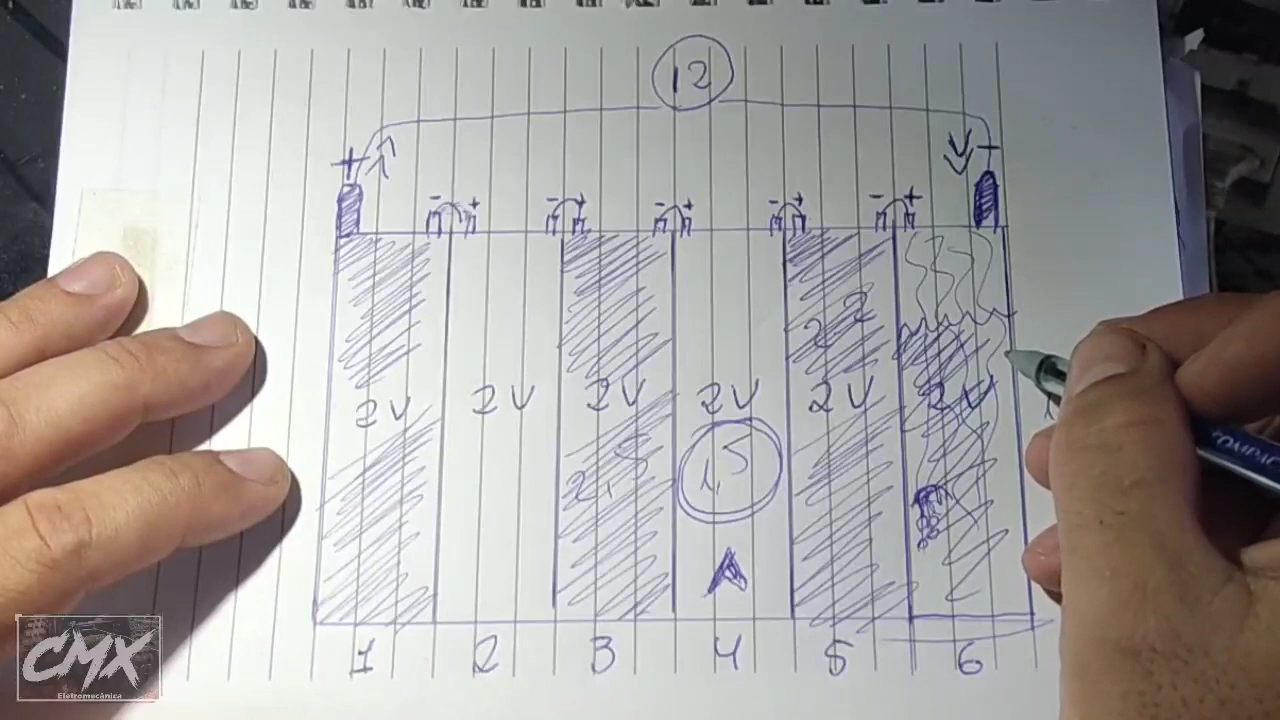 12
+ -
- + - + - + - + - +
2 2
2V 2V 2V 2V 2V 2V
2,5 1,5
1 2 3 4 5 6
COMPAC
CMX
Eletromecânica